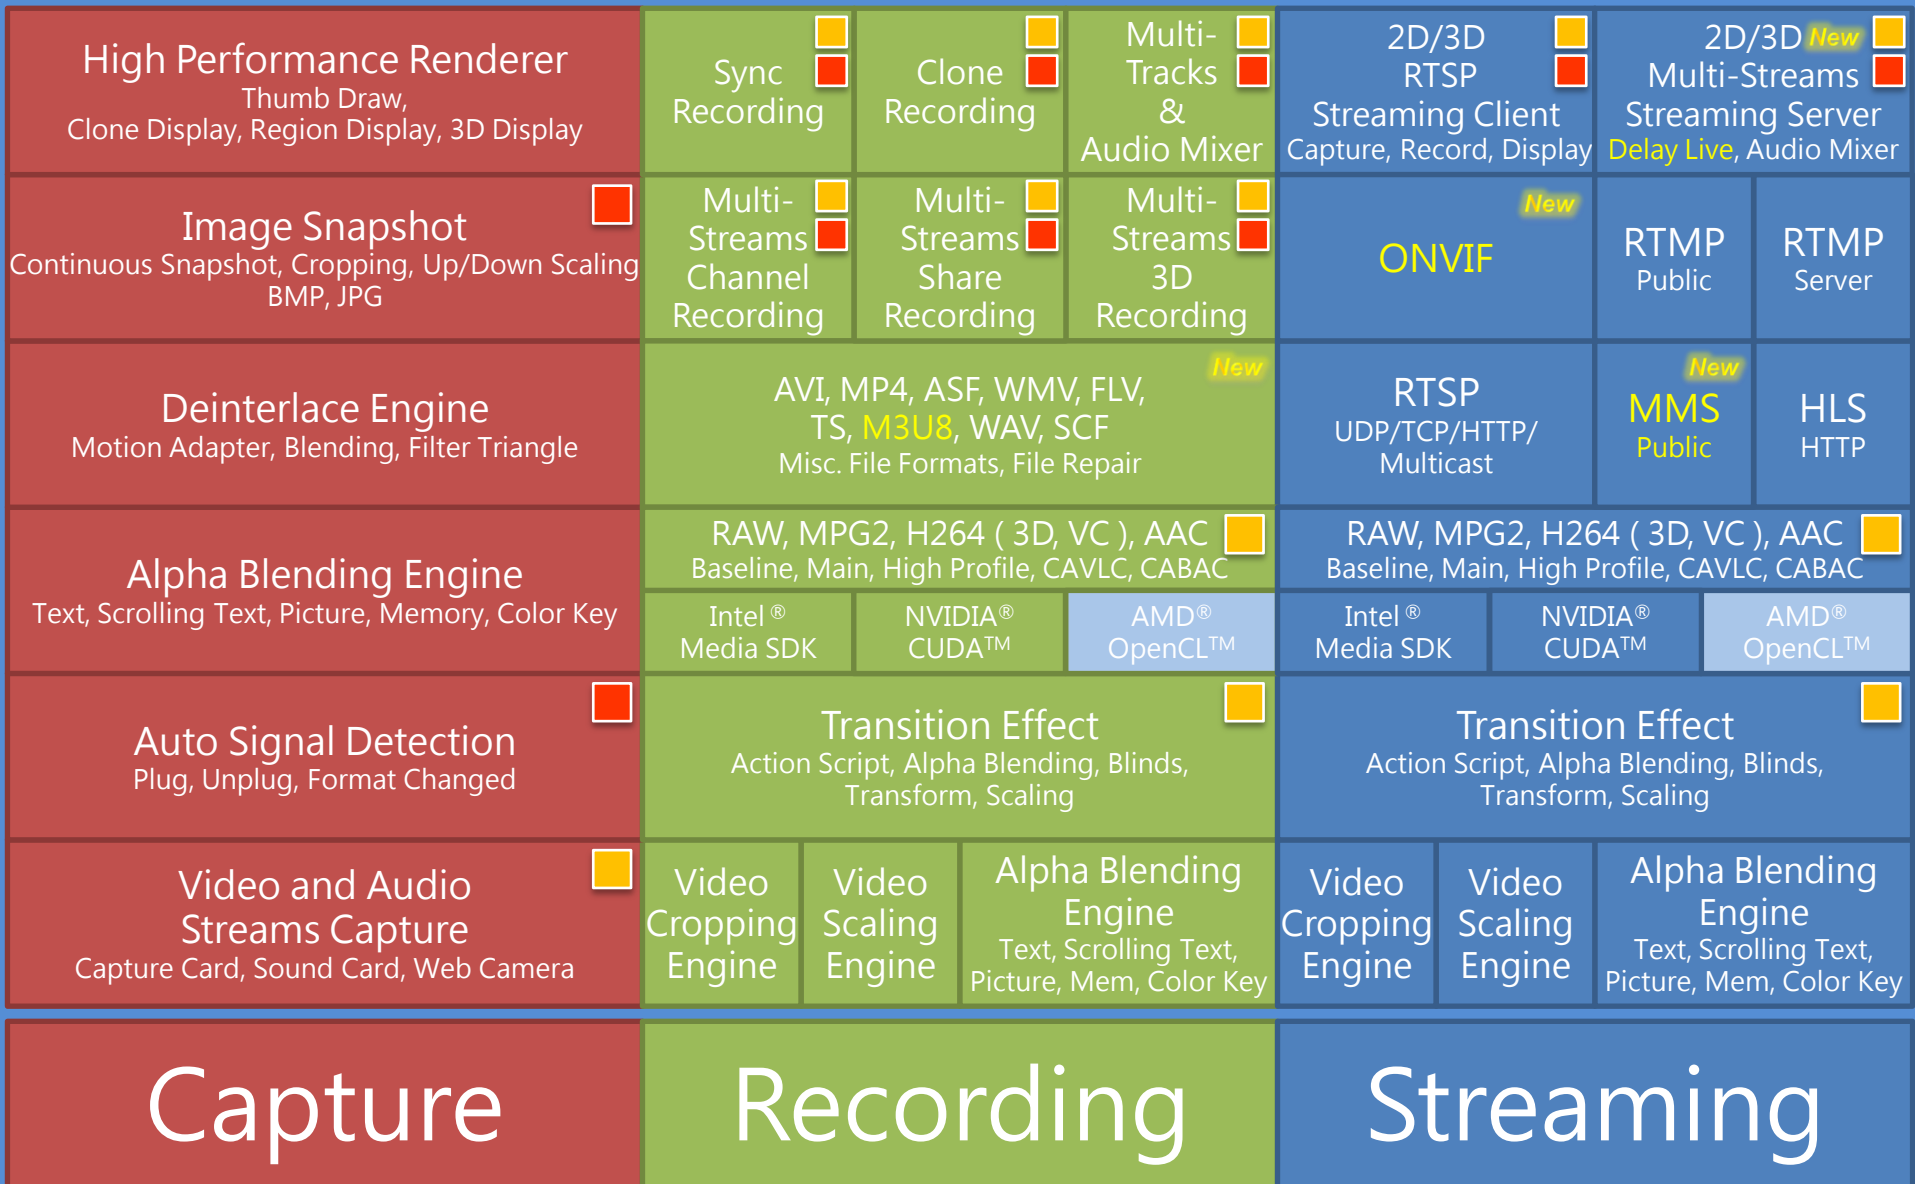 High Performance Renderer
Thumb Draw,
Clone Display, Region Display, 3D Display
Sync
Recording
Clone
Recording
Multi-
Tracks
&
Audio Mixer
2D/3D
RTSP
Streaming Client
Capture, Record, Display
2D/3D New
Multi-Streams
Streaming Server
Delay Live, Audio Mixer
Image Snapshot
Continuous Snapshot, Cropping, Up/Down Scaling
BMP, JPG
Multi-
Streams
Channel
Recording
Multi-
Streams
Share
Recording
Multi-
Streams
3D
Recording
New
ONVIF
RTMP
Public
RTMP
Server
Deinterlace Engine
Motion Adapter, Blending, Filter Triangle
New
AVI, MP4, ASF, WMV, FLV,
TS, M3U8, WAV, SCF
Misc. File Formats, File Repair
RTSP
UDP/TCP/HTTP/
Multicast
New
MMS
Public
HLS
HTTP
Alpha Blending Engine
Text, Scrolling Text, Picture, Memory, Color Key
RAW, MPG2, H264 ( 3D, VC ), AAC
Baseline, Main, High Profile, CAVLC, CABAC
Intel ®
Media SDK
NVIDIA®
CUDA™
AMD®
OpenCL™
RAW, MPG2, H264 ( 3D, VC ), AAC
Baseline, Main, High Profile, CAVLC, CABAC
Intel ®
Media SDK
NVIDIA®
CUDA™
AMD®
OpenCL™
Auto Signal Detection
Plug, Unplug, Format Changed
Transition Effect
Action Script, Alpha Blending, Blinds,
Transform, Scaling
Transition Effect
Action Script, Alpha Blending, Blinds,
Transform, Scaling
Video and Audio
Streams Capture
Capture Card, Sound Card, Web Camera
Video
Cropping
Engine
Video
Scaling
Engine
Alpha Blending
Engine
Text, Scrolling Text,
Picture, Mem, Color Key
Video
Cropping
Engine
Video
Scaling
Engine
Alpha Blending
Engine
Text, Scrolling Text,
Picture, Mem, Color Key
Capture
Recording
Streaming